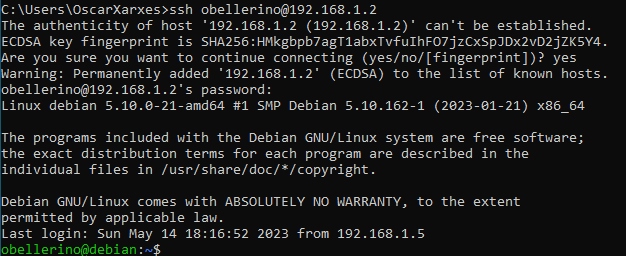 C:\Users\OscarXarxes>ssh obellerino@192.168.1.2
The authenticity of host '192.168.1.2 (192.168.1.2)' can't be established.
ECDSA key fingerprint is SHA256:HMkgbpb7agT1abxTvfuIhFO7jzCxSpJDx2vD2jZK5Y4.
Are you sure you want to continue connecting (yes/no/[fingerprint])? yes
Warning: Permanently added '192.168.1.2' (ECDSA) to the list of known hosts.
obellerino@192.168.1.2's password:
Linux debian 5.10.0-21-amd64 #1 SMP Debian 5.10.162-1 (2023-01-21) x86_64
The programs included with the Debian GNU/Linux system are free software;
the exact distribution terms for each program are described in the
individual files in /usr/share/doc/*/copyright.
Debian GNU/Linux comes with ABSOLUTELY NO WARRANTY, to the extent
permitted by applicable law.
Last login: Sun May 14 18:16:52 2023 from 192.168.1.5
obellerino@debian:~$